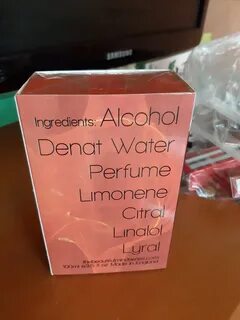 SAMSUNG
Ingredients: Alcohol
Denat Water
Perfume
Limonene
Citral
Linalol
Lyral
100ml Made in England